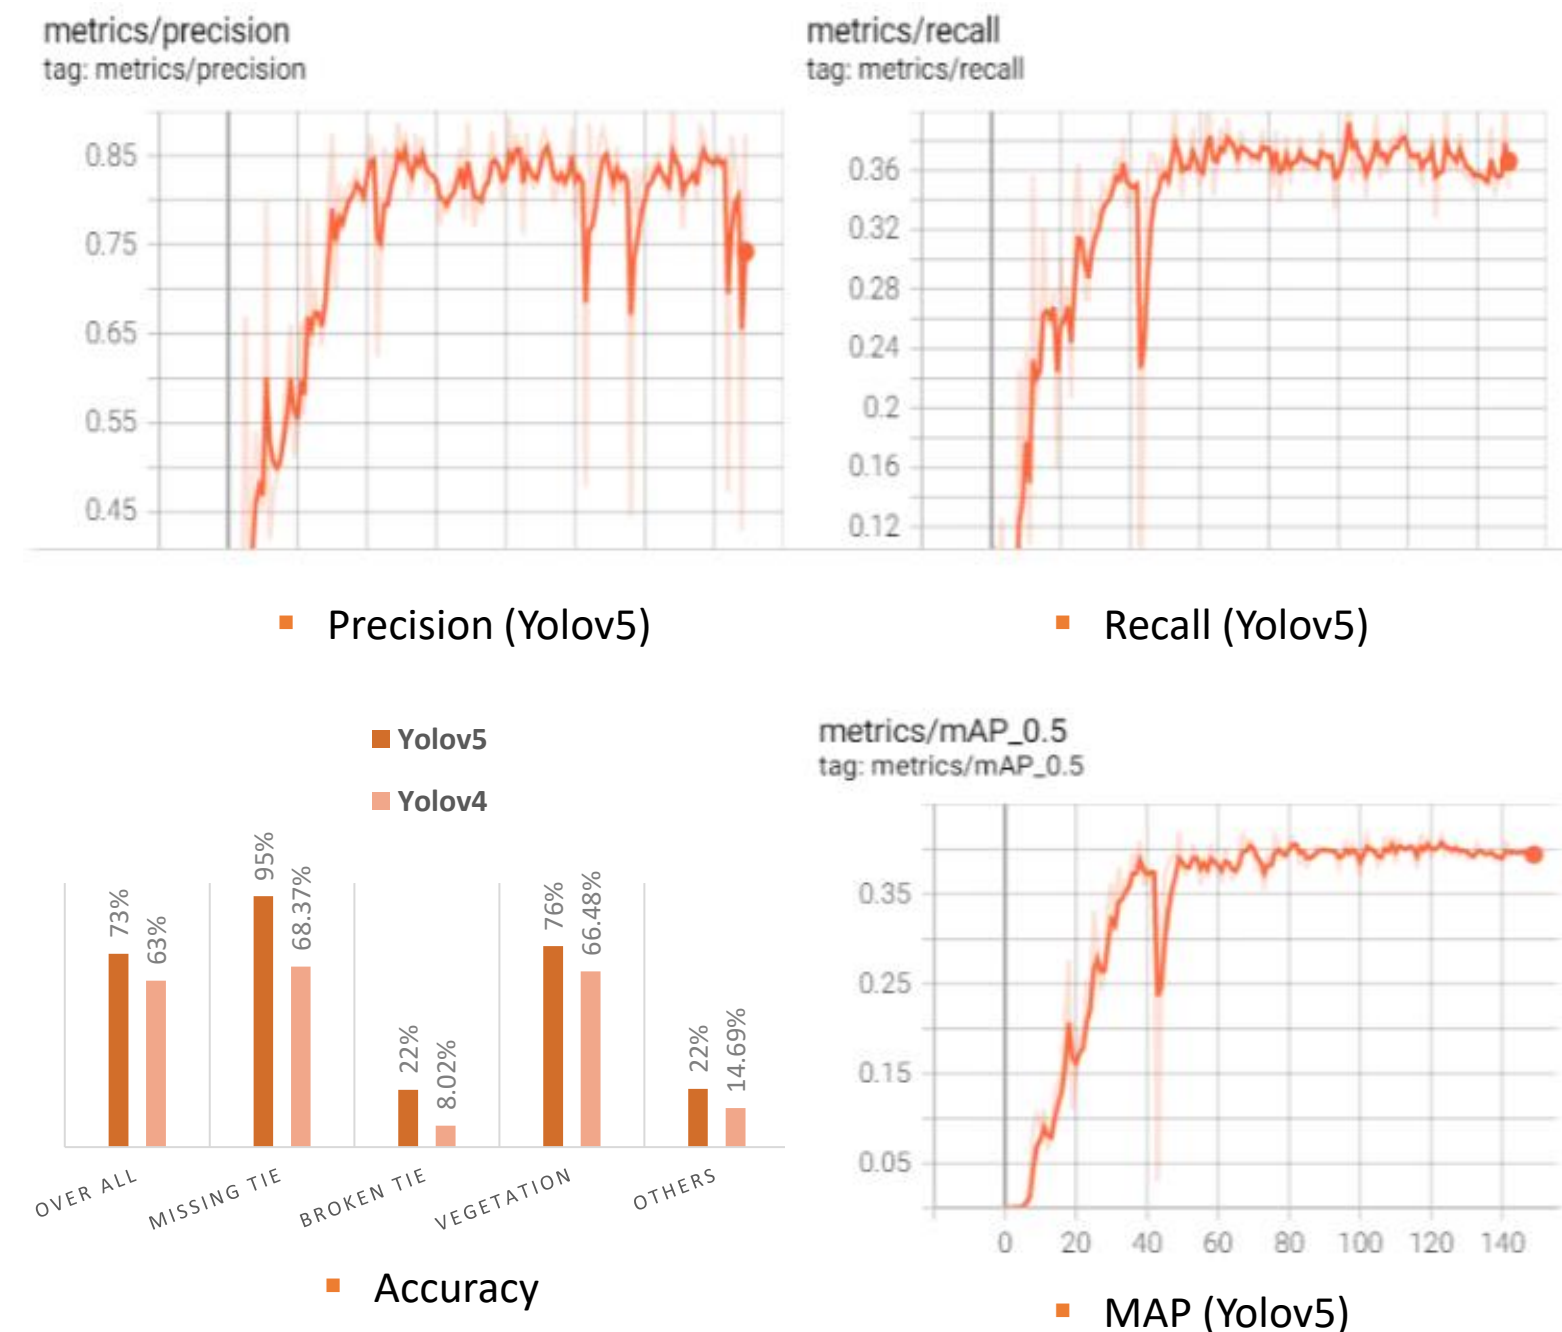 metrics/precision
tag: metrics/precision
0.85
0.75
0.65
0.55
0.45
▪ Precision (Yolov5)
metrics/recall
tag: metrics/recall
0.36
0.32
0.28
0.24
0.2
0.16
0.12
▪ Recall (Yolov5)
Yolov5
Yolov4
73%
63%
95%
68.37%
22%
8.02%
76%
66.48%
22%
14.69%
OVER ALL
MISSING TIE
BROKEN TIE
VEGETATION
OTHERS
▪ Accuracy
metrics/mAP_0.5
tag: metrics/mAP_0.5
0.35
0.25
0.15
0.05
0 20 40 60 80 100 120 140
▪ MAP (Yolov5)